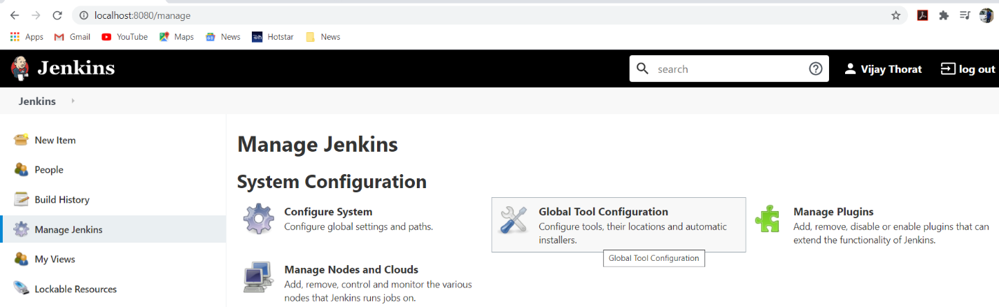 localhost:8080/manage
Apps Gmail YouTube Maps News Hotstar News
Jenkins search Vijay Thorat log out
Jenkins
New Item
People
Build History
Manage Jenkins
My Views
Lockable Resources
Manage Jenkins
System Configuration
Configure System
Configure global settings and paths.
Global Tool Configuration
Configure tools, their locations and automatic
installers.
Global Tool Configuration
Manage Plugins
Add, remove, disable or enable plugins that can
extend the functionality of Jenkins.
Manage Nodes and Clouds
Add, remove, control and monitor the various
nodes that Jenkins runs jobs on.